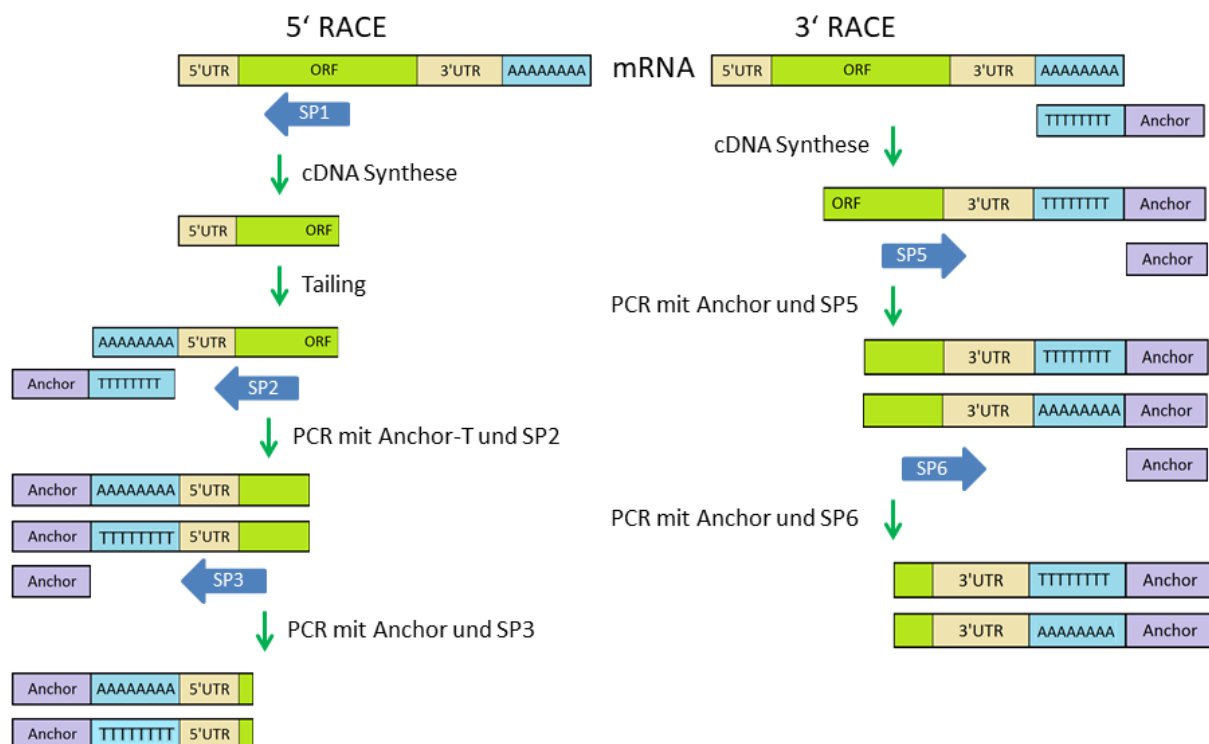 5' RACE
5'UTR ORF 3'UTR AAAAAAAA
SP1
cDNA Synthese
5'UTR ORF
Tailing
AAAAAAAA 5'UTR ORF
Anchor TTTTTTTT SP2
PCR mit Anchor-T und SP2
Anchor AAAAAAAA 5'UTR
Anchor TTTTTTTT 5'UTR
Anchor SP3
PCR mit Anchor und SP3
Anchor AAAAAAAA 5'UTR
Anchor TTTTTTTT 5'UTR
mRNA
3' RACE
5'UTR ORF 3'UTR AAAAAAAA
TTTTTTTT Anchor
cDNA Synthese
ORF 3'UTR TTTTTTTT Anchor
SP5 Anchor
PCR mit Anchor und SP5
3'UTR TTTTTTTT Anchor
3'UTR AAAAAAAA Anchor
SP6 Anchor
PCR mit Anchor und SP6
3'UTR TTTTTTTT Anchor
3'UTR AAAAAAAA Anchor